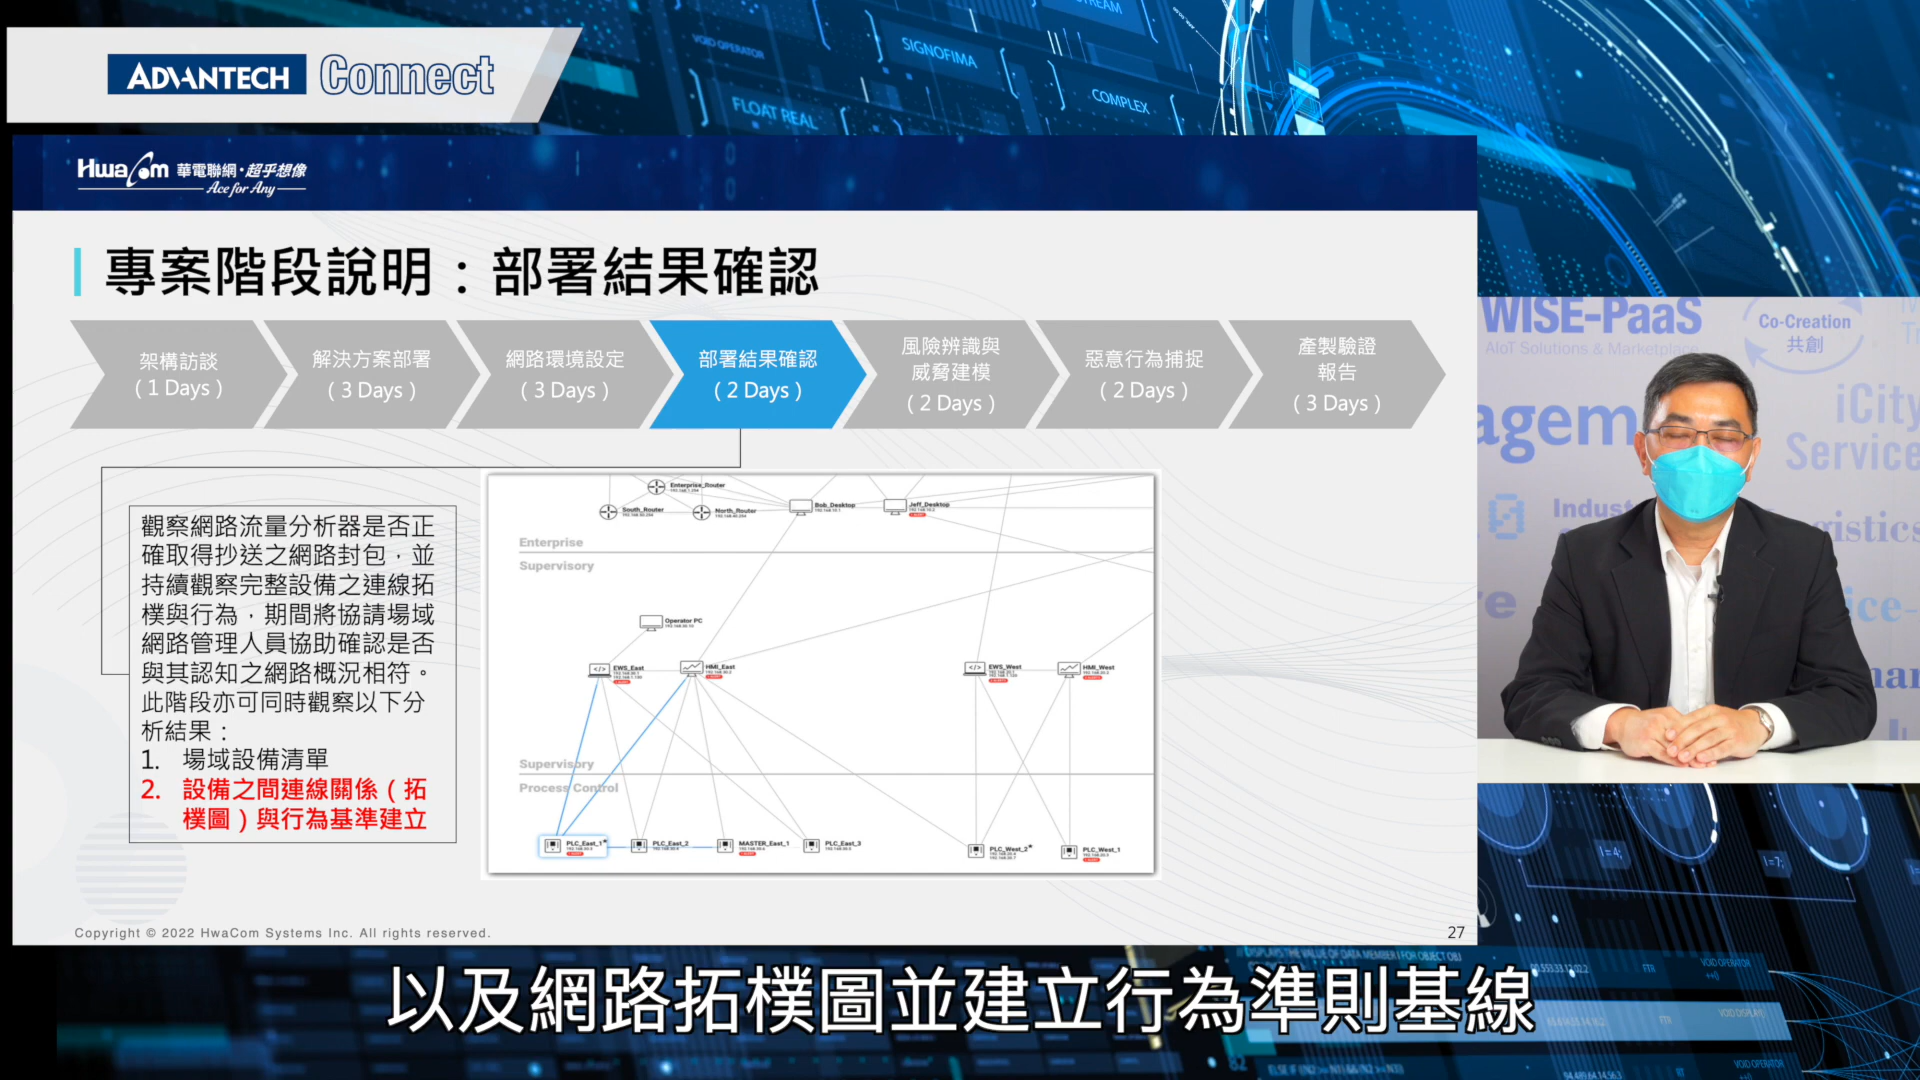 ADVANTECH Connect
VOID OPERATOR
SIGNOFIMA
FLOAT REAL
COMPLEX
HwaCom 華電聯網·超乎想像
Ace for Any
專案階段說明：部署結果確認
架構訪談
(1 Days)
解決方案部署
(3 Days)
網路環境設定
(3 Days)
部署結果確認
(2 Days)
風險辨識與
威脅建模
(2 Days)
惡意行為捕捉
(2 Days)
產製驗證
報告
(3 Days)
觀察網路流量分析器是否正
確取得抄送之網路封包，並
持續觀察完整設備之連線拓
樸與行為，期間將協請場域
網路管理人員協助確認是否
與其認知之網路概況相符。
此階段亦可同時觀察以下分
析結果：
1. 場域設備清單
2. 設備之間連線關係（拓
樸圖）與行為基準建立
Enterprise_Router
South_Router
North_Router
Bob_Desktop
Jeff_Desktop
Enterprise
Supervisory
Operator PC
EWS_East
HMI_East
EWS_West
HMI_West
Supervisory
Process Control
PLC_East_1*
PLC_East_2
MASTER_East_1
PLC_East_3
PLC_West_2*
PLC_West_1
Copyright © 2022 HwaCom Systems Inc. All rights reserved.
27
WISE-PaaS
AIoT Solutions & Marketplace
Co-Creation
共創
iCity
Service
以及網路拓樸圖並建立行為準則基線